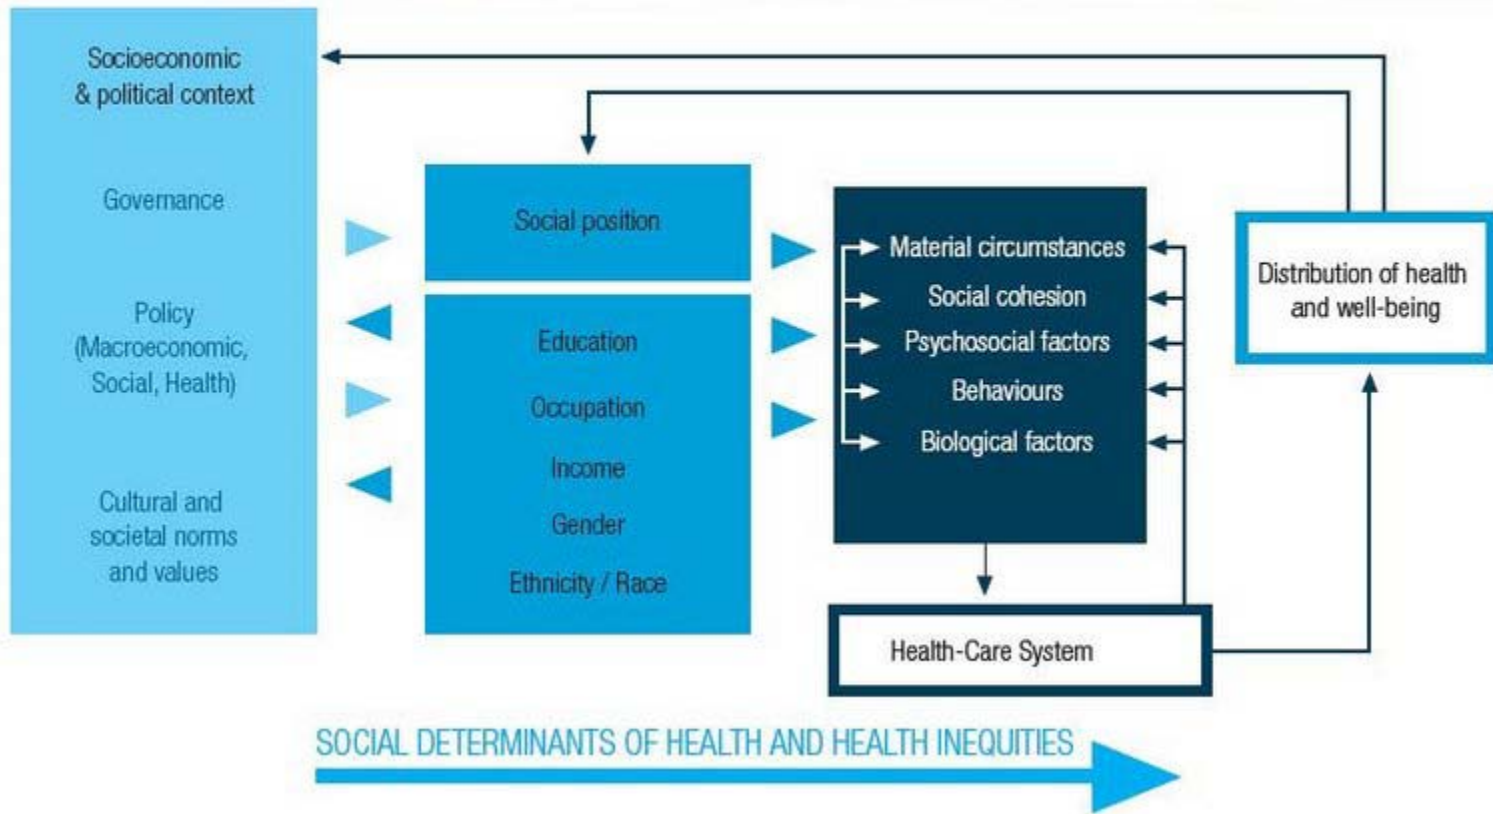 Socioeconomic
& political context
Governance
Policy
(Macroeconomic,
Social, Health)
Cultural and
societal norms
and values
Social position
Education
Occupation
Income
Gender
Ethnicity / Race
Material circumstances
Social cohesion
Psychosocial factors
Behaviours
Biological factors
Health-Care System
Distribution of health
and well-being
SOCIAL DETERMINANTS OF HEALTH AND HEALTH INEQUITIES